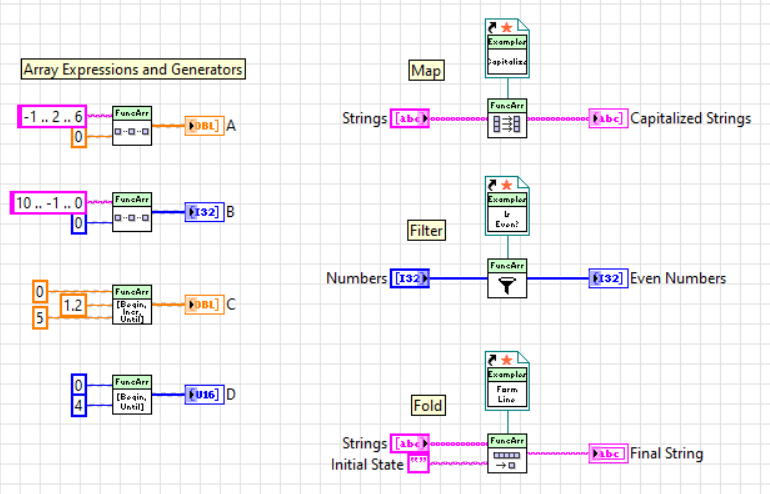 Array Expressions and Generators
-1 .. 2 .. 6
0
FuncArr
DBL]
A
10 .. -1 .. 0
0
FuncArr
I32]
B
0
1.2
5
FuncArr
[Begin,
Incr,
Until]
DBL]
C
0
4
FuncArr
[Begin,
Until]
U16]
D
Map
Examples
Capitalize
Strings
[abc
FuncArr
abc]
Capitalized Strings
Filter
Examples
Is
Even?
Numbers
[I32
FuncArr
I32]
Even Numbers
Fold
Examples
Form
Line
Strings
[abc
Initial State
""
FuncArr
abc
Final String